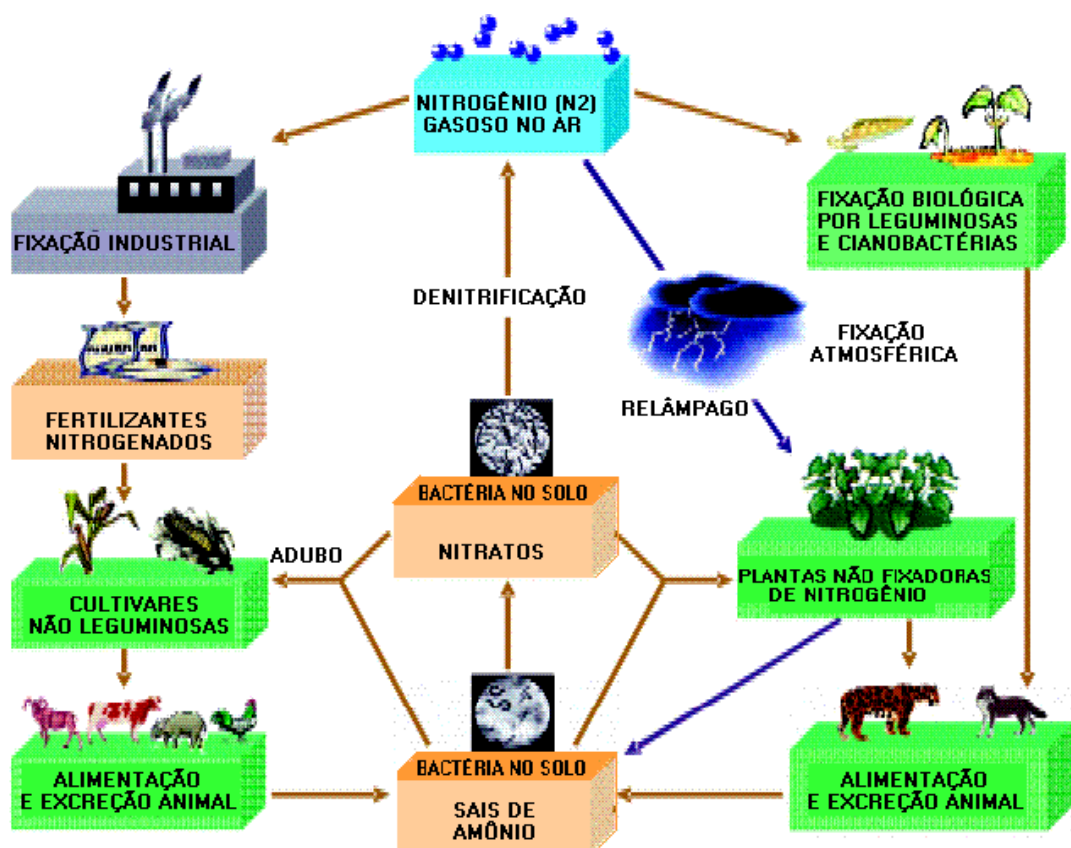 NITROGÊNIO (N2)
GASOSO NO AR
FIXAÇÃO INDUSTRIAL
FIXAÇÃO BIOLÓGICA
POR LEGUMINOSAS
E CIANOBACTÉRIAS
DENITRIFICAÇÃO
FIXAÇÃO
ATMOSFÉRICA
RELÂMPAGO
FERTILIZANTES
NITROGENADOS
BACTÉRIA NO SOLO
NITRATOS
ADUBO
PLANTAS NÃO FIXADORAS
DE NITROGÊNIO
CULTIVARES
NÃO LEGUMINOSAS
BACTÉRIA NO SOLO
SAIS DE
AMÔNIO
ALIMENTAÇÃO
E EXCREÇÃO ANIMAL
ALIMENTAÇÃO
E EXCREÇÃO ANIMAL